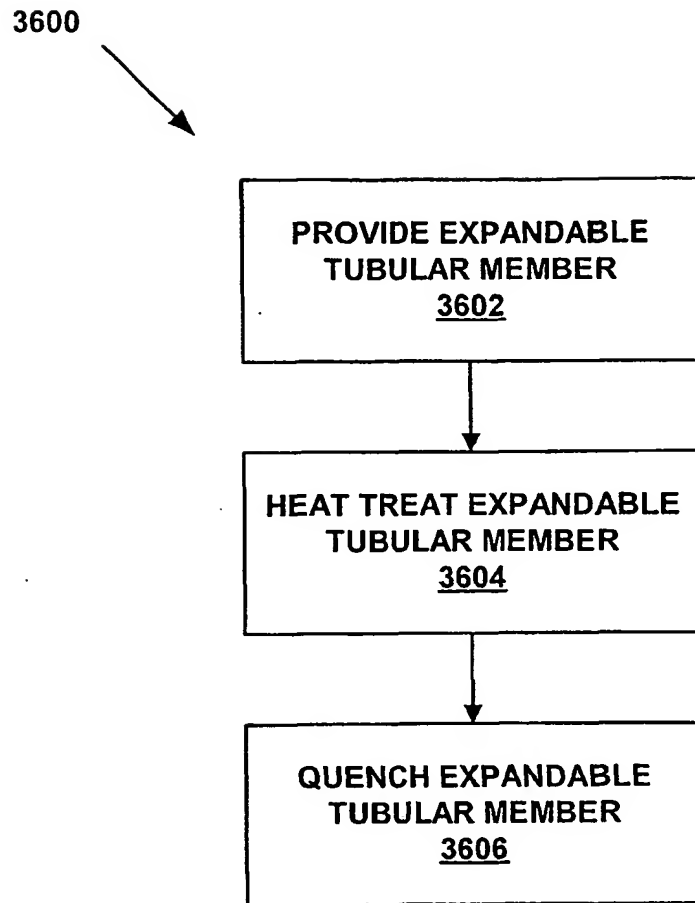 3600
PROVIDE EXPANDABLE
TUBULAR MEMBER
3602
HEAT TREAT EXPANDABLE
TUBULAR MEMBER
3604
QUENCH EXPANDABLE
TUBULAR MEMBER
3606